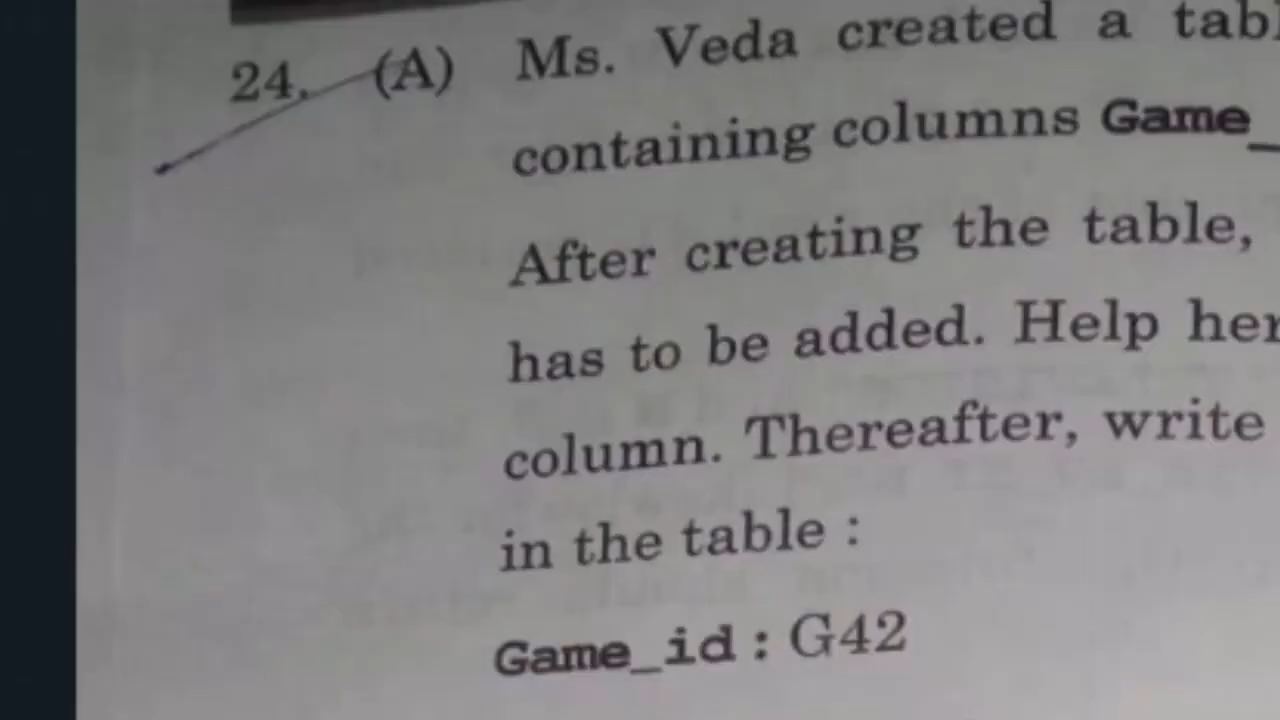 24. (A) Ms. Veda created a tabl
containing columns Game_
After creating the table,
has to be added. Help her
column. Thereafter, write
in the table :
Game_id : G42